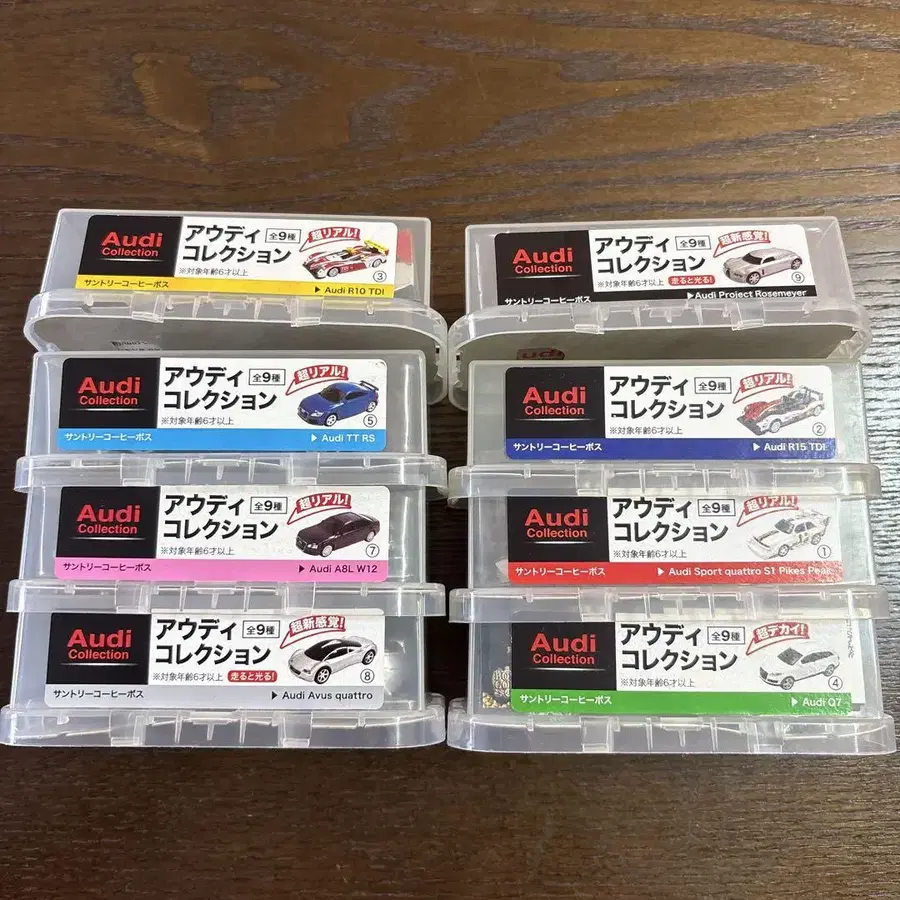 Audi
Collection
アウディ
コレクション
全9種
超リアル!
※対象年齢6才以上
③
サントリーコーヒーボス
▶ Audi R10 TDI
Audi
Collection
アウディ
コレクション
全9種
超新感覚!
※対象年齢6才以上
走ると光る!
⑨
サントリーコーヒーボス
▶ Audi Project Rosemeyer
Audi
Collection
アウディ
コレクション
全9種
超リアル!
※対象年齢6才以上
⑤
サントリーコーヒーボス
▶ Audi TT RS
Audi
Collection
アウディ
コレクション
全9種
超リアル!
※対象年齢6才以上
②
サントリーコーヒーボス
▶ Audi R15 TDI
Audi
Collection
アウディ
コレクション
全9種
超リアル!
※対象年齢6才以上
⑦
サントリーコーヒーボス
▶ Audi A8L W12
Audi
Collection
アウディ
コレクション
全9種
超リアル!
※対象年齢6才以上
①
サントリーコーヒーボス
▶ Audi Sport quattro S1 Pikes Peak
Audi
Collection
アウディ
コレクション
全9種
超新感覚!
※対象年齢6才以上
走ると光る!
⑧
サントリーコーヒーボス
▶ Audi Avus quattro
Audi
Collection
アウディ
コレクション
全9種
超デカイ!
※対象年齢6才以上
④
サントリーコーヒーボス
▶ Audi Q7